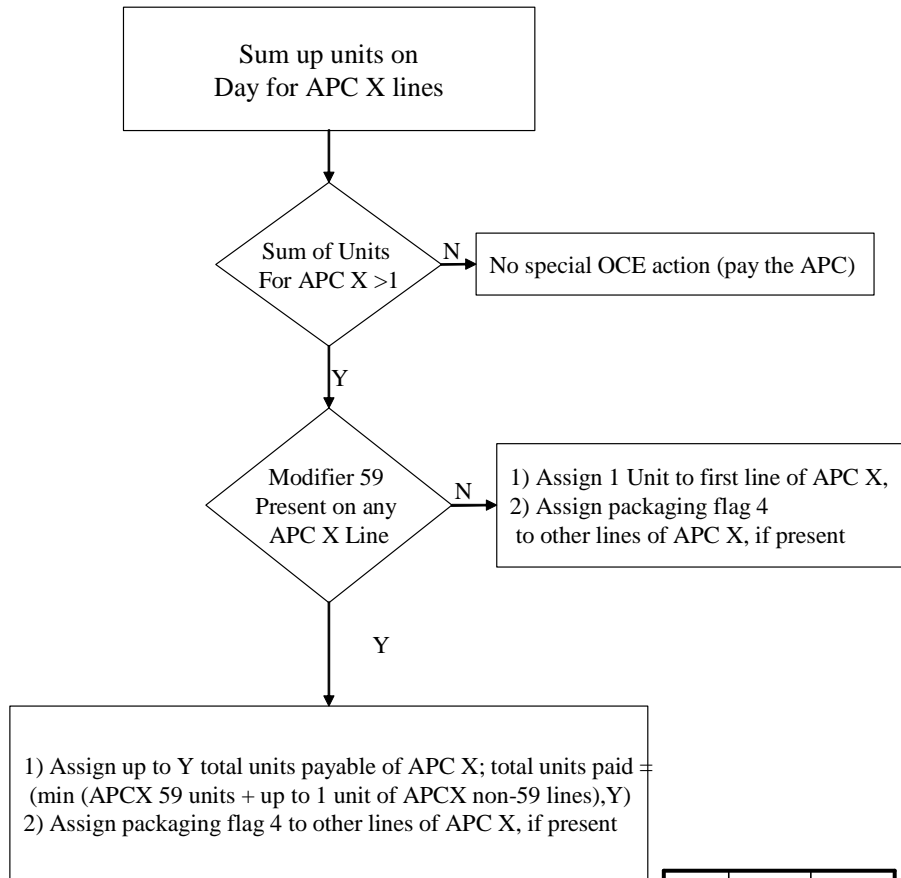 Sum up units on
Day for APC X lines
Sum of Units
For APC X >1
N
No special OCE action (pay the APC)
Y
Modifier 59
Present on any
APC X Line
N
1) Assign 1 Unit to first line of APC X,
2) Assign packaging flag 4
to other lines of APC X, if present
Y
1) Assign up to Y total units payable of APC X; total units paid =
(min (APCX 59 units + up to 1 unit of APCX non-59 lines),Y)
2) Assign packaging flag 4 to other lines of APC X, if present